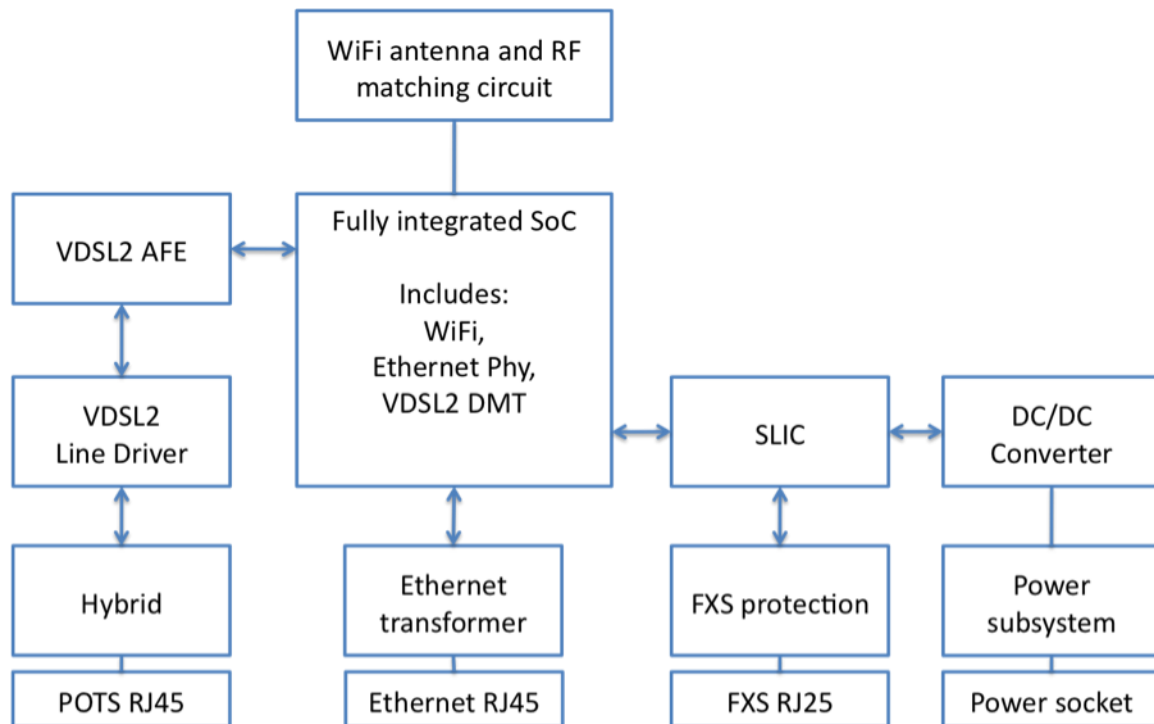 WiFi antenna and RF
matching circuit
VDSL2 AFE
Fully integrated SoC
Includes:
WiFi,
Ethernet Phy,
VDSL2 DMT
VDSL2
Line Driver
SLIC
DC/DC
Converter
Hybrid
Ethernet
transformer
FXS protection
Power
subsystem
POTS RJ45
Ethernet RJ45
FXS RJ25
Power socket